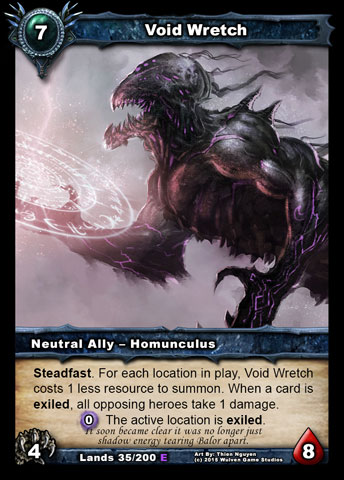 7
Void Wretch
Neutral Ally – Homunculus
Steadfast. For each location in play, Void Wretch
costs 1 less resource to summon. When a card is
exiled, all opposing heroes take 1 damage.
0 The active location is exiled.
It soon became clear it was no longer just
shadow energy tearing Balor apart.
4
Lands 35/200 E
Art By: Thien Nguyen
(c) 2015 Wulven Game Studios
8